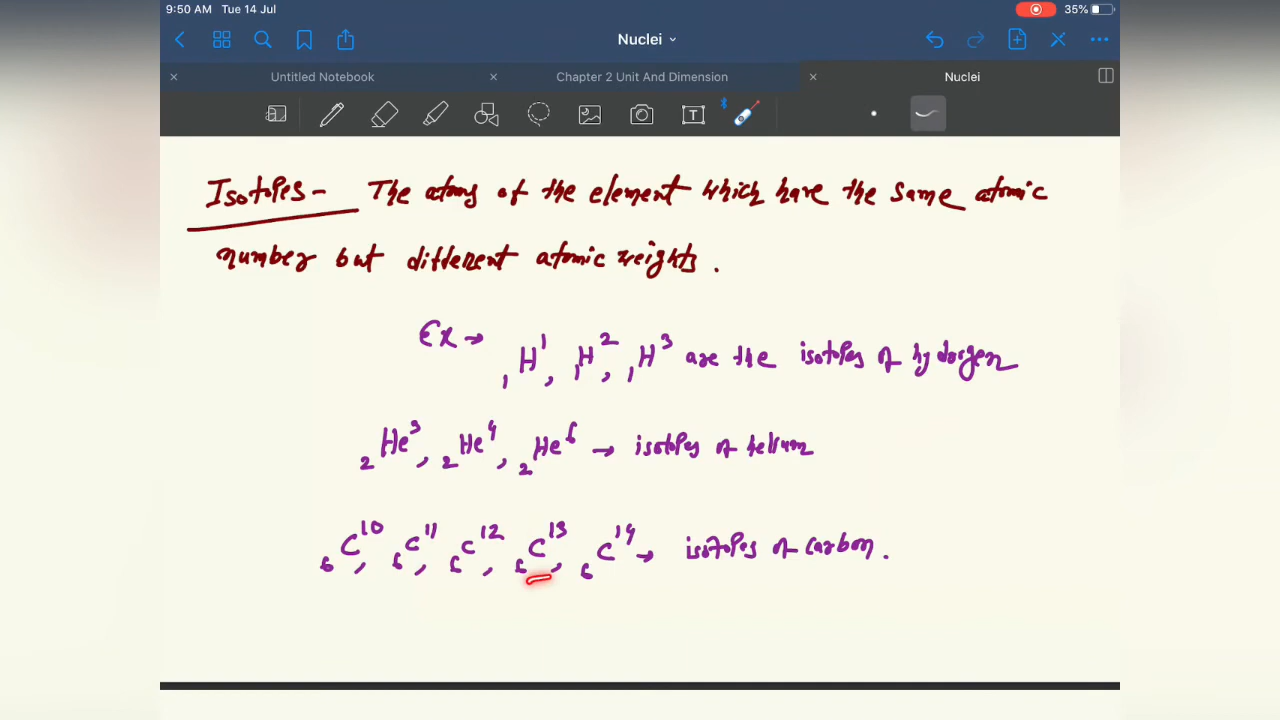 9:50 AM Tue 14 Jul 35%
Nuclei
Untitled Notebook Chapter 2 Unit And Dimension Nuclei
T
Isotopes - The atoms of the element which have the same atomic
number but different atomic weights.
Ex → ₁H¹, ₁H², ₁H³ are the isotopes of hydorgen
₂He³, ₂He⁴, ₂He⁶ → isotopes of helium
₆C¹⁰, ₆C¹¹, ₆C¹², ₆C¹³, ₆C¹⁴ → isotopes of carbon.